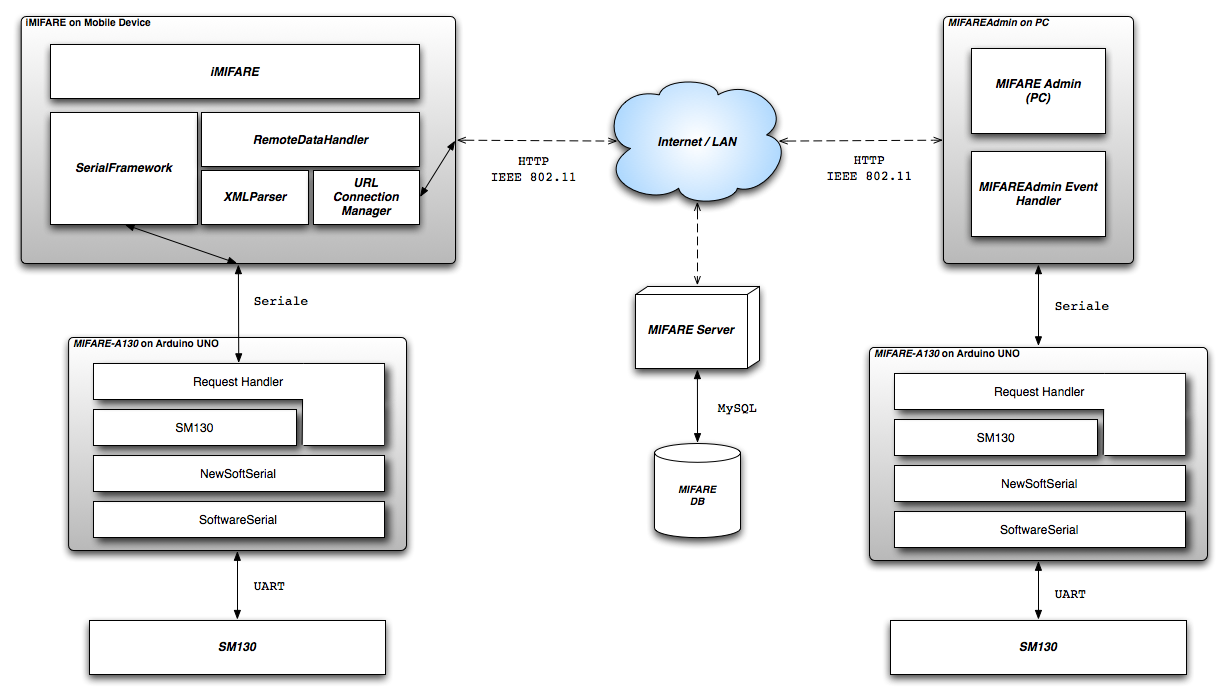 iMIFARE on Mobile Device
iMIFARE
SerialFramework
RemoteDataHandler
XMLParser
URL
Connection
Manager
HTTP
IEEE 802.11
Internet / LAN
HTTP
IEEE 802.11
MIFAREAdmin on PC
MIFARE Admin
(PC)
MIFAREAdmin Event
Handler
Seriale
MIFARE-A130 on Arduino UNO
Request Handler
SM130
NewSoftSerial
SoftwareSerial
UART
SM130
MIFARE Server
MySQL
MIFARE
DB
Seriale
MIFARE-A130 on Arduino UNO
Request Handler
SM130
NewSoftSerial
SoftwareSerial
UART
SM130